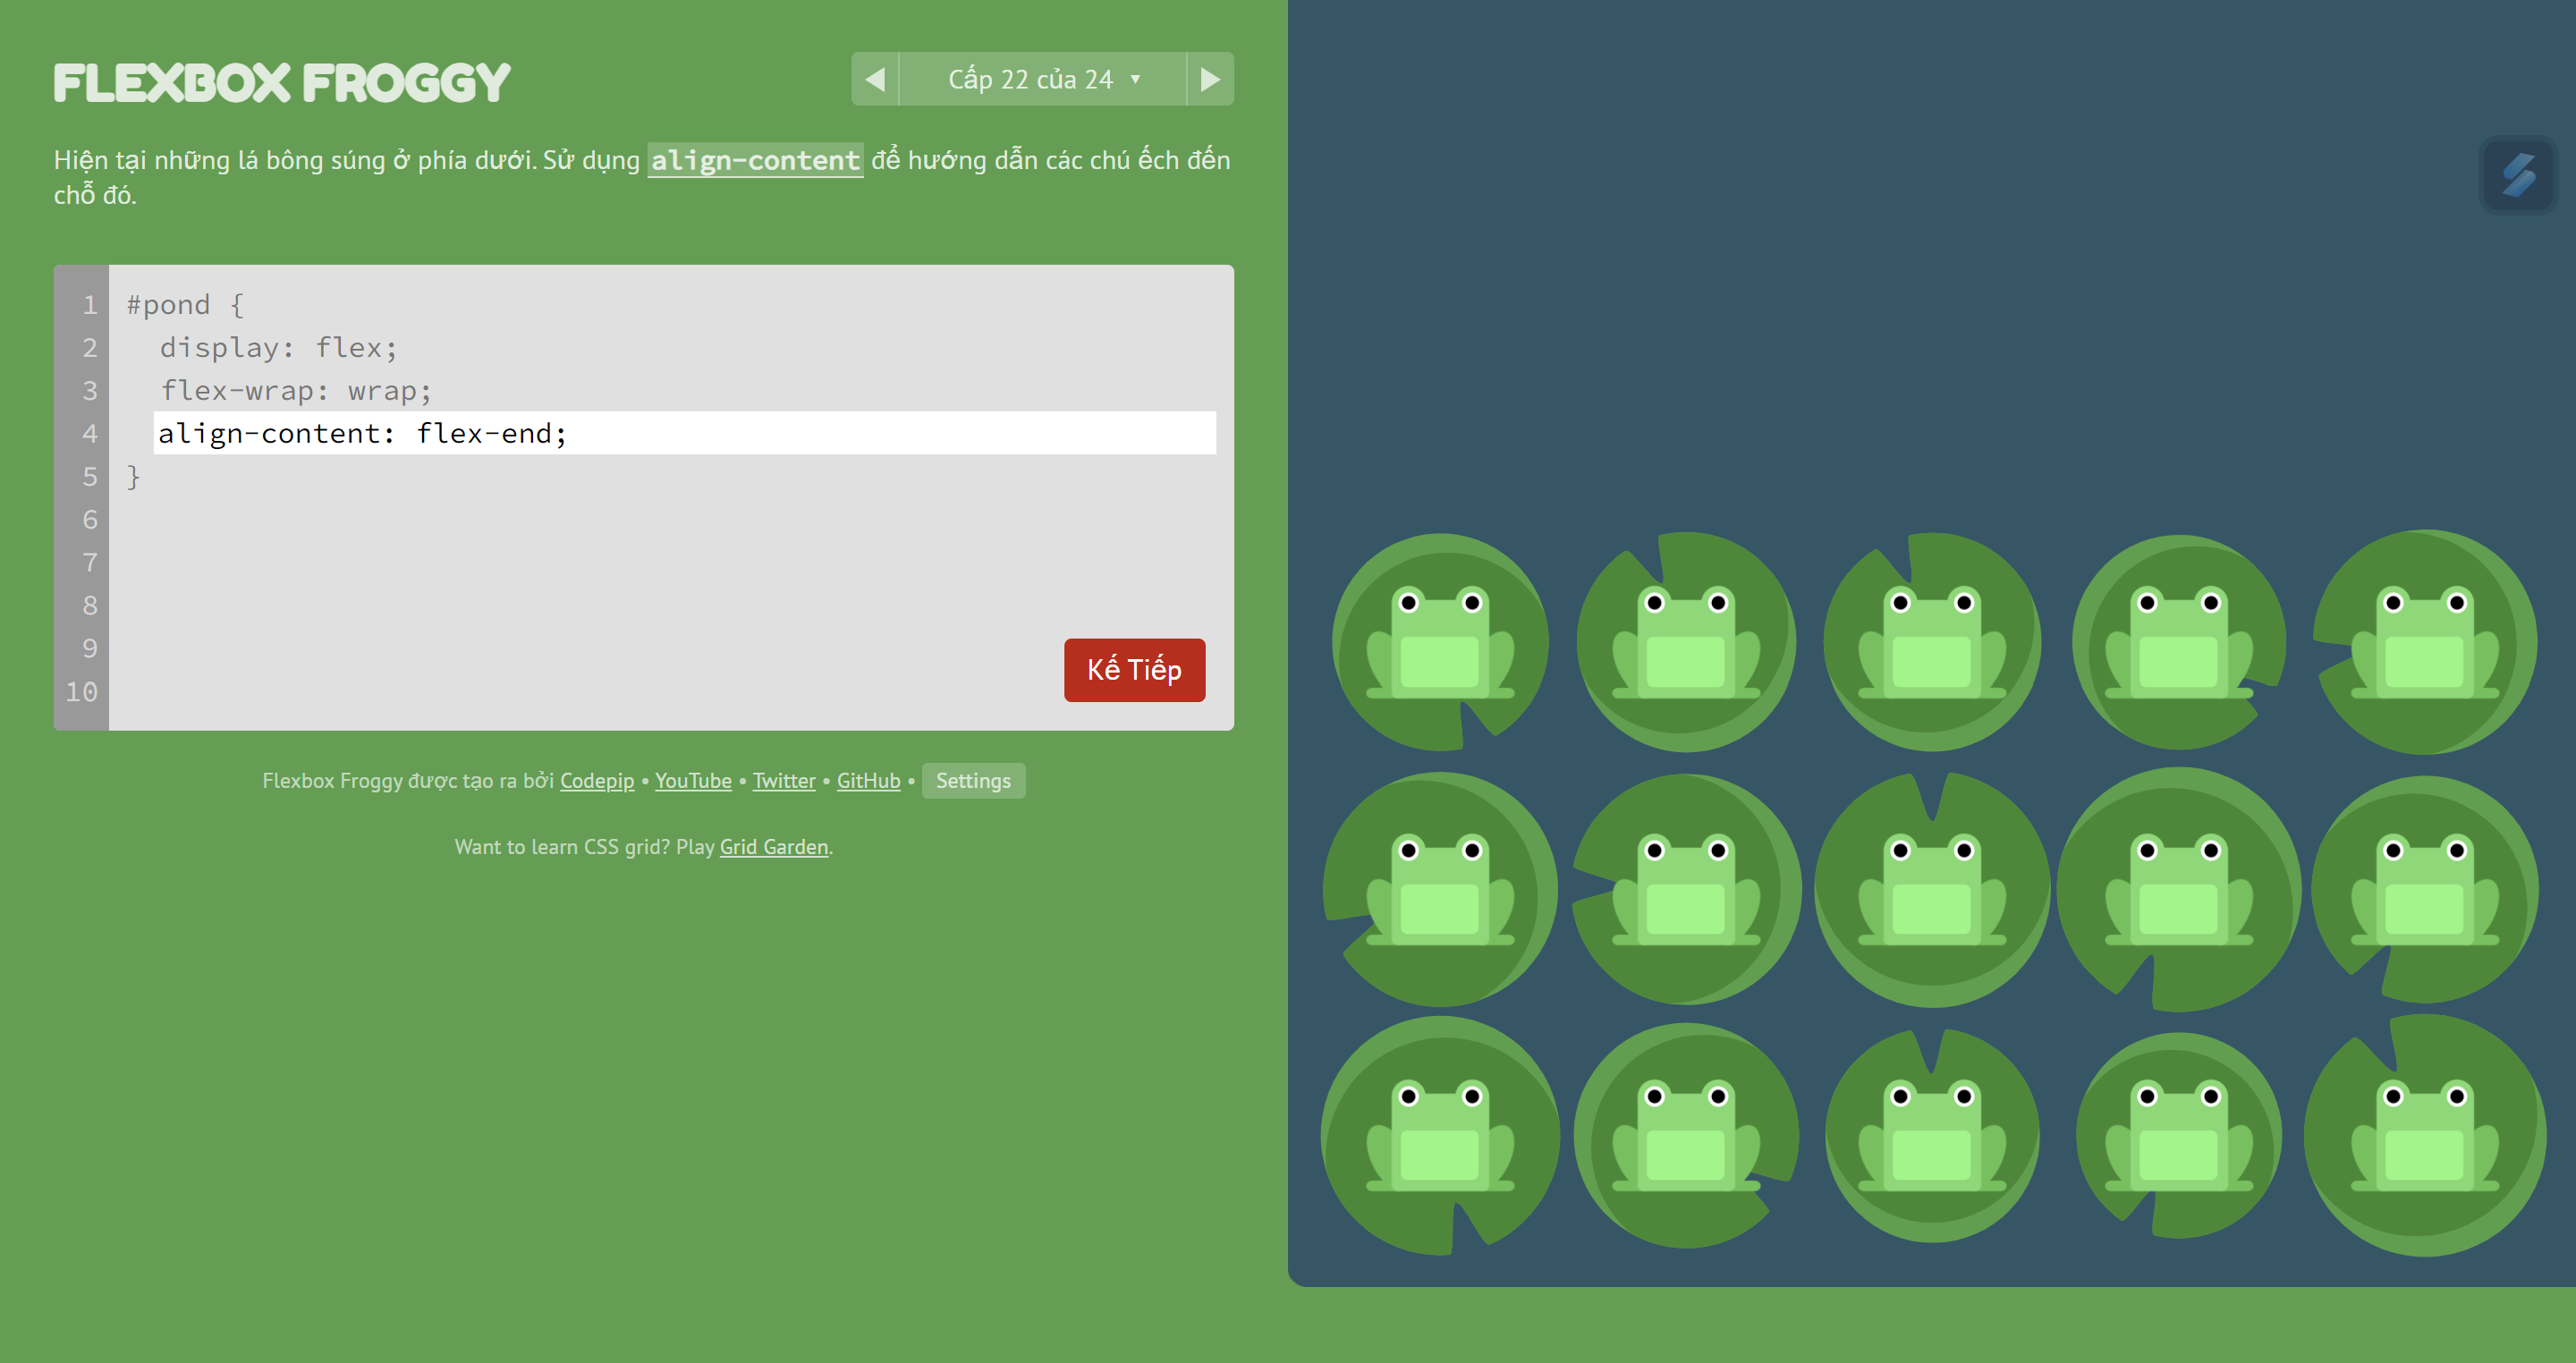 FLEXBOX FROGGY
Cấp 22 của 24 ▼
Hiện tại những lá bông súng ở phía dưới. Sử dụng align-content để hướng dẫn các chú ếch đến
chỗ đó.
1 #pond {
2 display: flex;
3 flex-wrap: wrap;
4 align-content: flex-end;
5 }
6
7
8
9
10
Kế Tiếp
Flexbox Froggy được tạo ra bởi Codepip • YouTube • Twitter • GitHub • Settings
Want to learn CSS grid? Play Grid Garden.